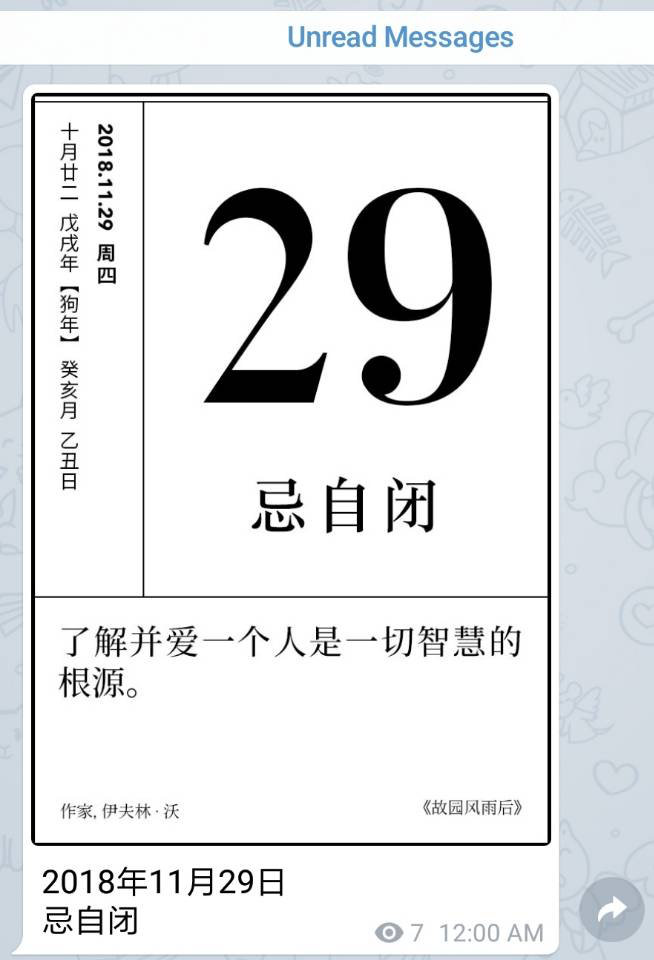 Unread Messages
2018.11.29 周四
十月廿二 戊戌年【狗年】 癸亥月 乙丑日
29
忌自闭
了解并爱一个人是一切智慧的
根源。
作家, 伊夫林·沃
《故园风雨后》
2018年11月29日
忌自闭
7 12:00 AM